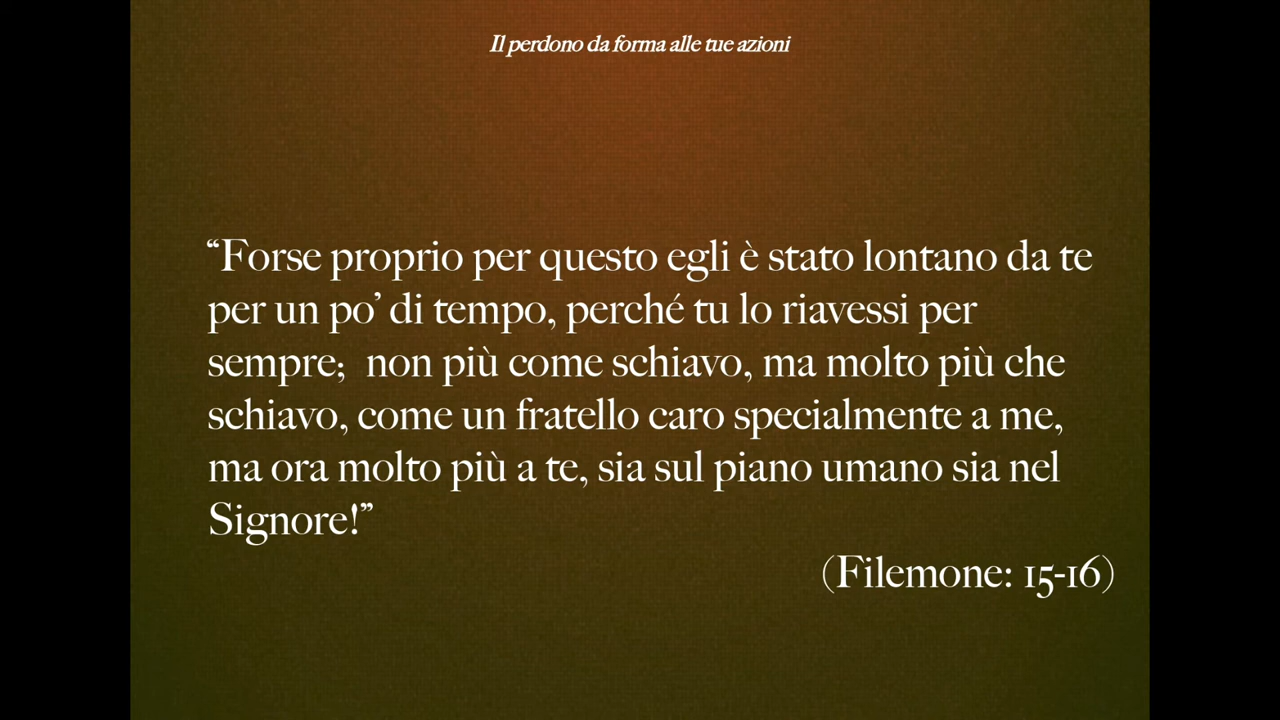 Il perdono da forma alle tue azioni
“Forse proprio per questo egli è stato lontano da te
per un po’ di tempo, perché tu lo riavessi per
sempre;  non più come schiavo, ma molto più che
schiavo, come un fratello caro specialmente a me,
ma ora molto più a te, sia sul piano umano sia nel
Signore!”
(Filemone: 15-16)